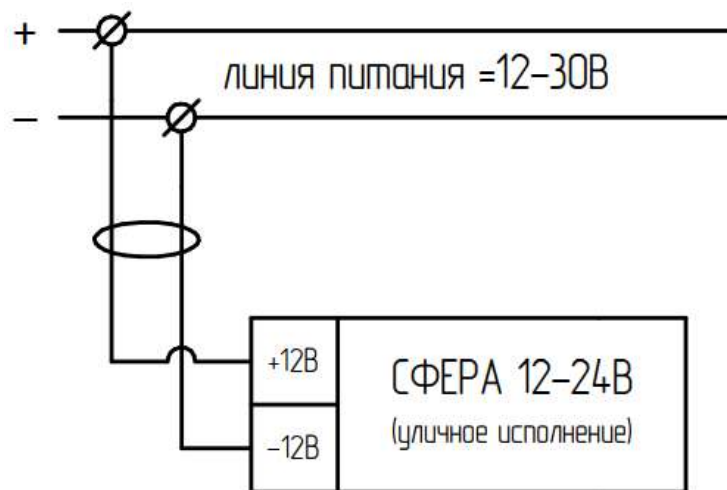 +
линия питания =12-30В
–
+12В
СФЕРА 12-24В
(уличное исполнение)
-12В